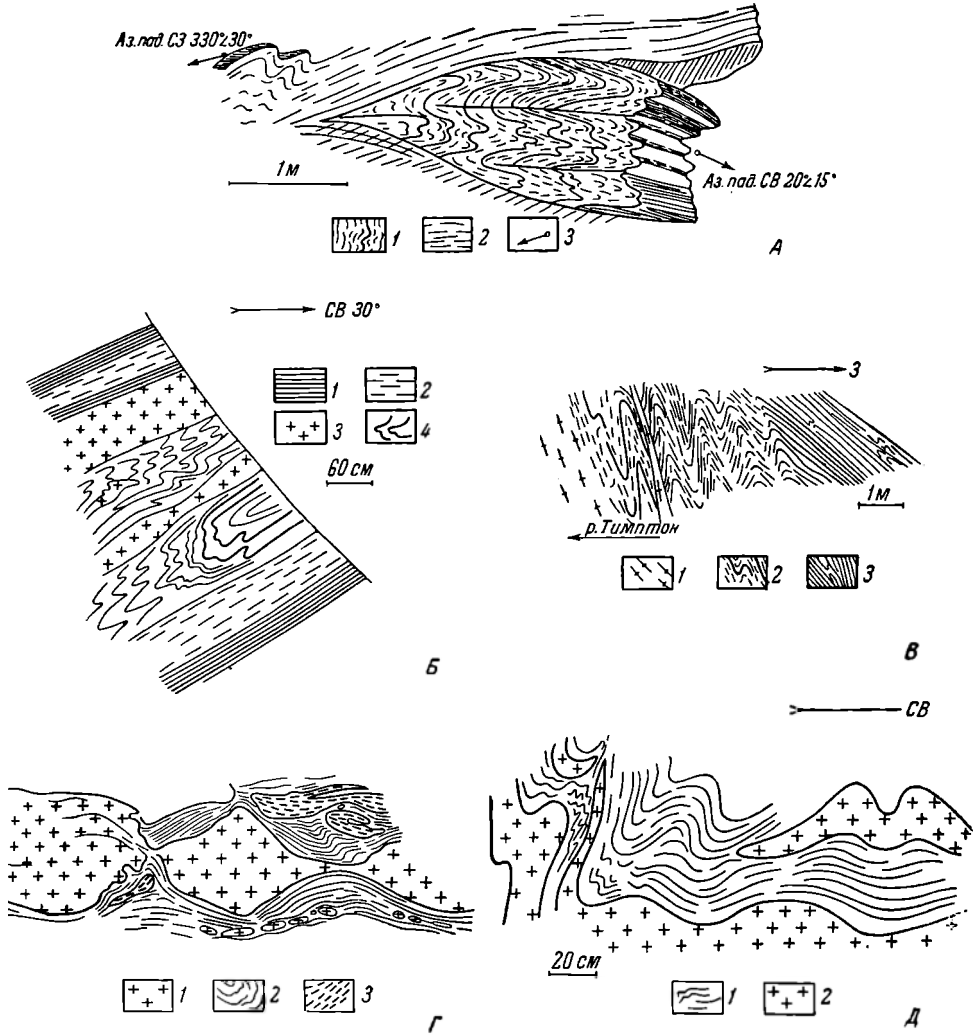 Аз. пад. СЗ 330°∠30°
1 м
Аз. пад. СВ 20°∠15°
1 2 3
А
СВ 30°
1 2
3 4
60 см
Б
З
1 м
р. Тимптон
1 2 3
В
СВ
1 2 3
Г
20 см
1 2
Д